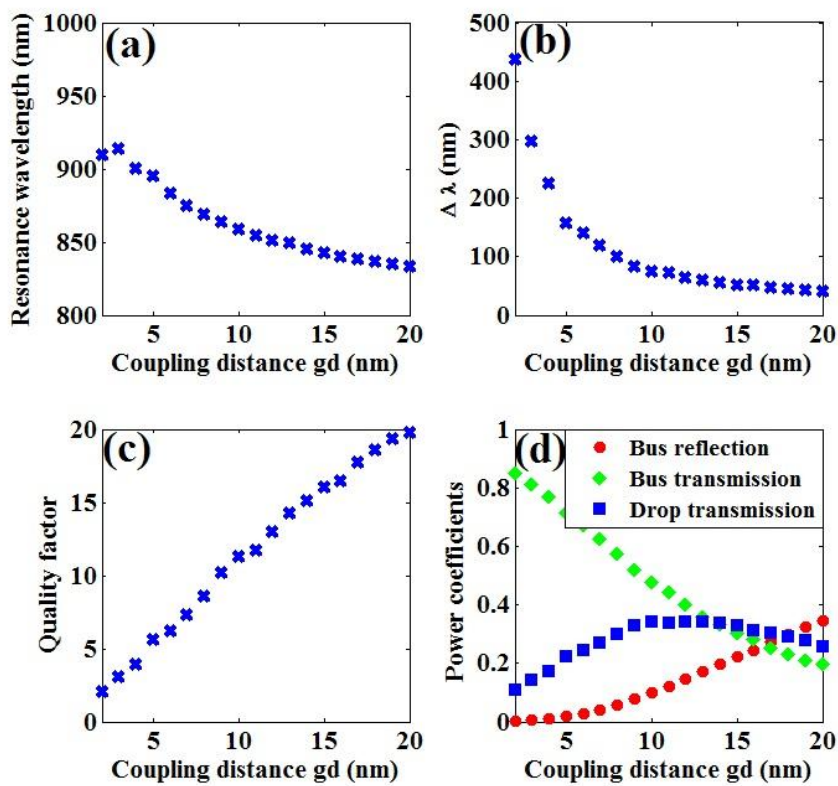 (a)
Resonance wavelength (nm)
1000
950
900
850
800
5
10
15
20
Coupling distance gd (nm)
(b)
Δ λ (nm)
500
400
300
200
100
0
5
10
15
20
Coupling distance gd (nm)
(c)
Quality factor
20
15
10
5
0
5
10
15
20
Coupling distance gd (nm)
(d)
Power coefficients
1
0.8
0.6
0.4
0.2
0
Bus reflection
Bus transmission
Drop transmission
5
10
15
20
Coupling distance gd (nm)